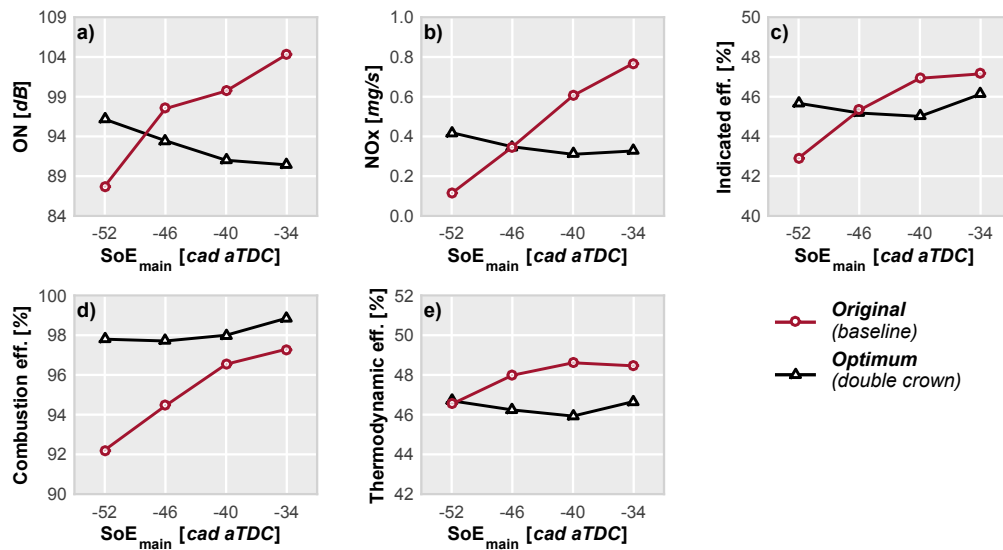 a)
ON [dB]
109
104
99
94
89
84
-52 -46 -40 -34
SoEmain [cad aTDC]
b)
NOx [mg/s]
1.0
0.8
0.6
0.4
0.2
0.0
-52 -46 -40 -34
SoEmain [cad aTDC]
c)
Indicated eff. [%]
50
48
46
44
42
40
-52 -46 -40 -34
SoEmain [cad aTDC]
d)
Combustion eff. [%]
100
98
96
94
92
90
-52 -46 -40 -34
SoEmain [cad aTDC]
e)
Thermodynamic eff. [%]
52
50
48
46
44
42
-52 -46 -40 -34
SoEmain [cad aTDC]
Original
(baseline)
Optimum
(double crown)